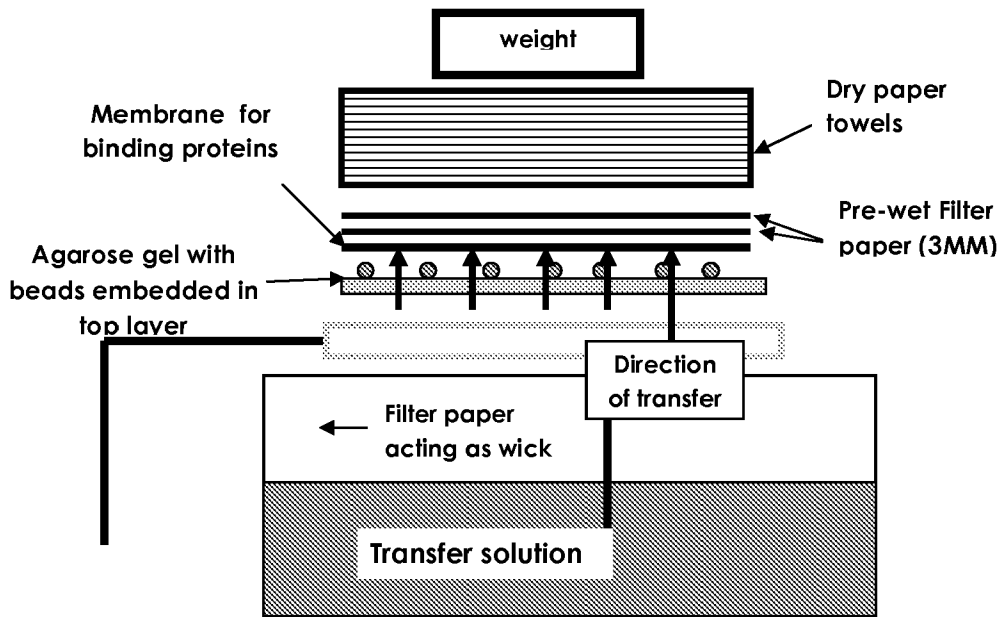 weight
Dry paper
towels
Membrane for
binding proteins
Pre-wet Filter
paper (3MM)
Agarose gel with
beads embedded in
top laver
Direction
of transfer
Filter paper
acting as wick
Transfer solution